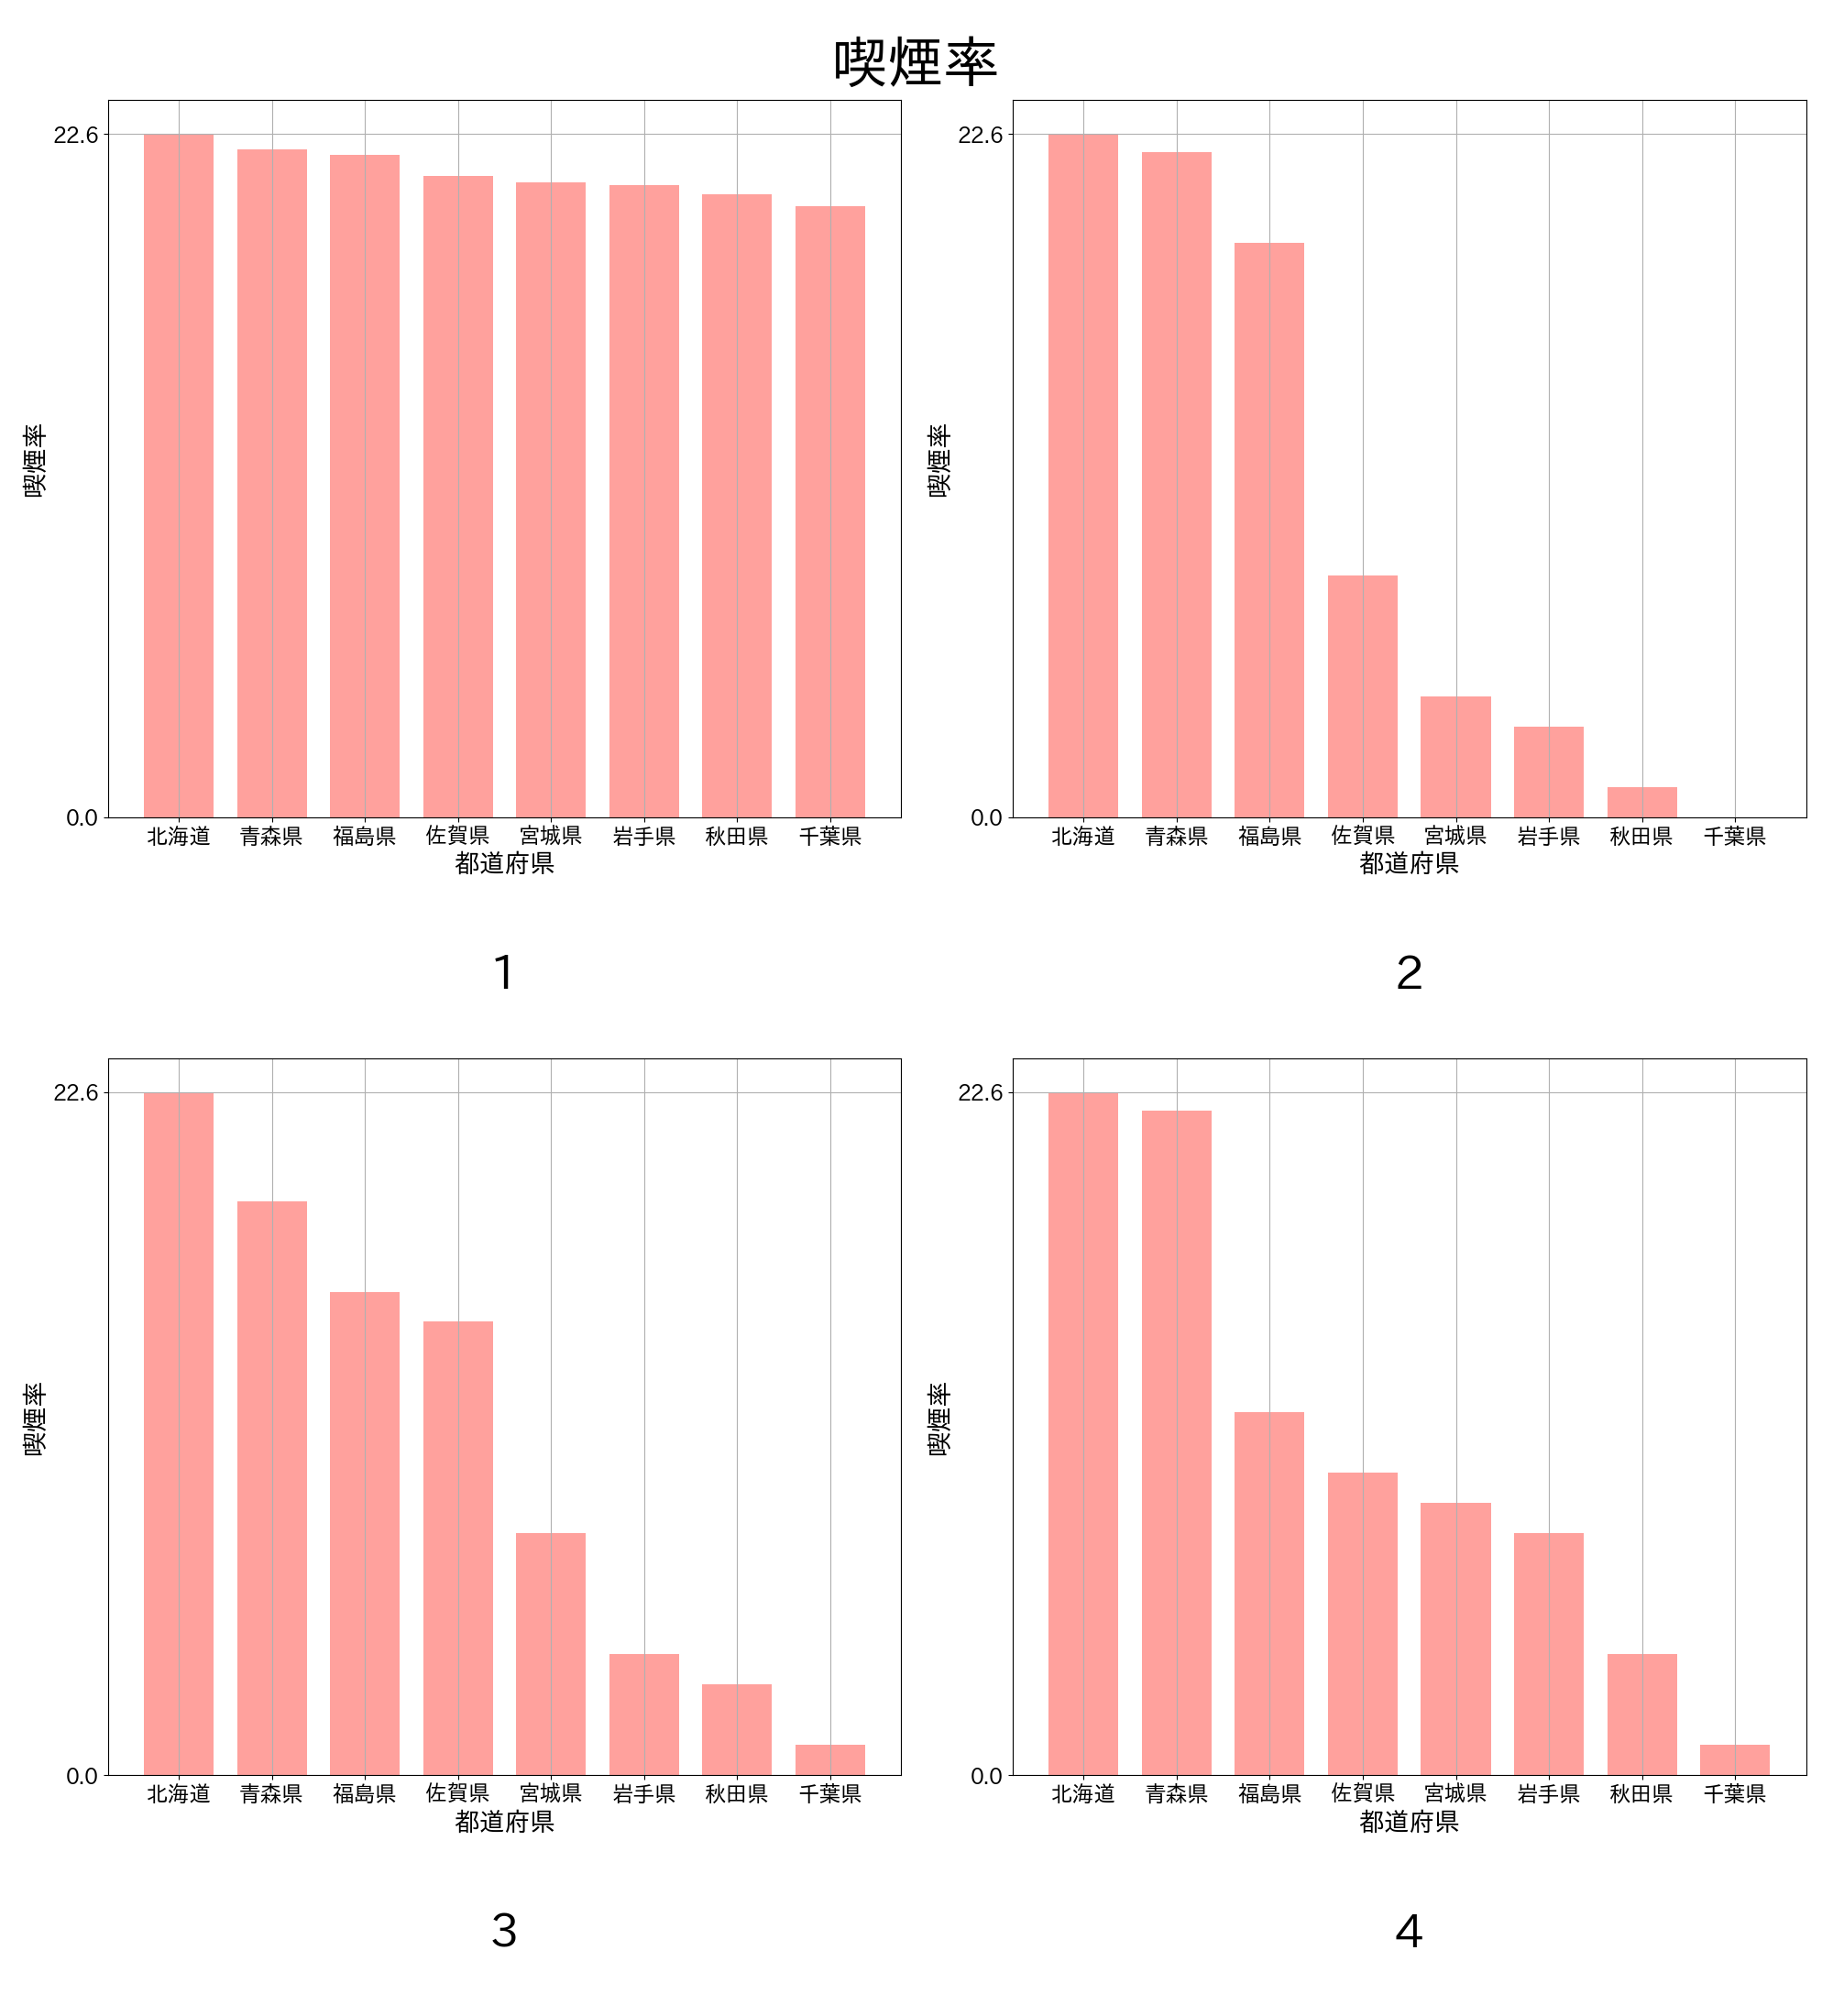 喫煙率
22.6
0.0
喫煙率
北海道 青森県 福島県 佐賀県 宮城県 岩手県 秋田県 千葉県
都道府県
1
22.6
0.0
喫煙率
北海道 青森県 福島県 佐賀県 宮城県 岩手県 秋田県 千葉県
都道府県
2
22.6
0.0
喫煙率
北海道 青森県 福島県 佐賀県 宮城県 岩手県 秋田県 千葉県
都道府県
3
22.6
0.0
喫煙率
北海道 青森県 福島県 佐賀県 宮城県 岩手県 秋田県 千葉県
都道府県
4